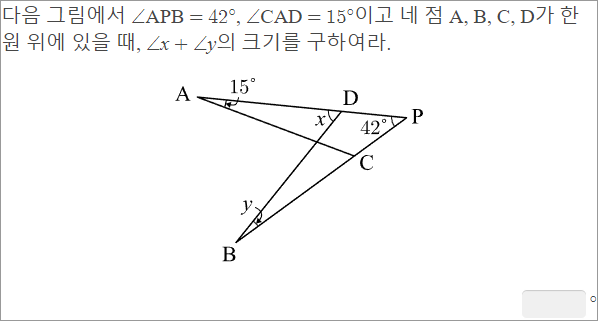 다음 그림에서 ∠APB = 42°, ∠CAD = 15°이고 네 점 A, B, C, D가 한
원 위에 있을 때, ∠x + ∠y의 크기를 구하여라.
A
15°
D
x
42°
P
C
y
B
°